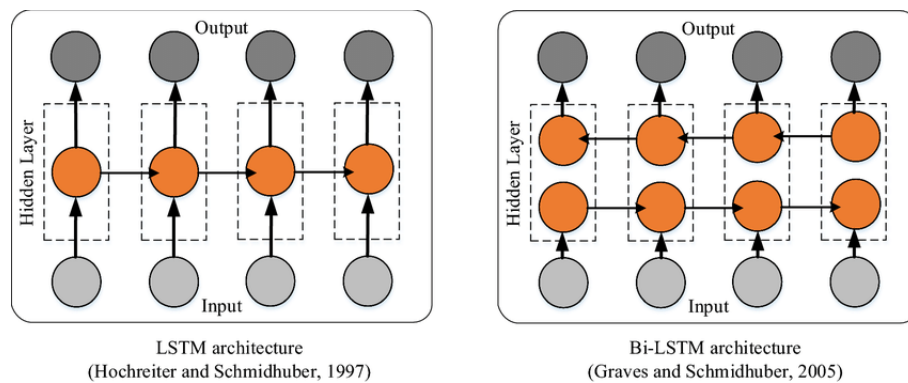 Output
Hidden Layer
Input
LSTM architecture
(Hochreiter and Schmidhuber, 1997)
Output
Hidden Layer
Input
Bi-LSTM architecture
(Graves and Schmidhuber, 2005)